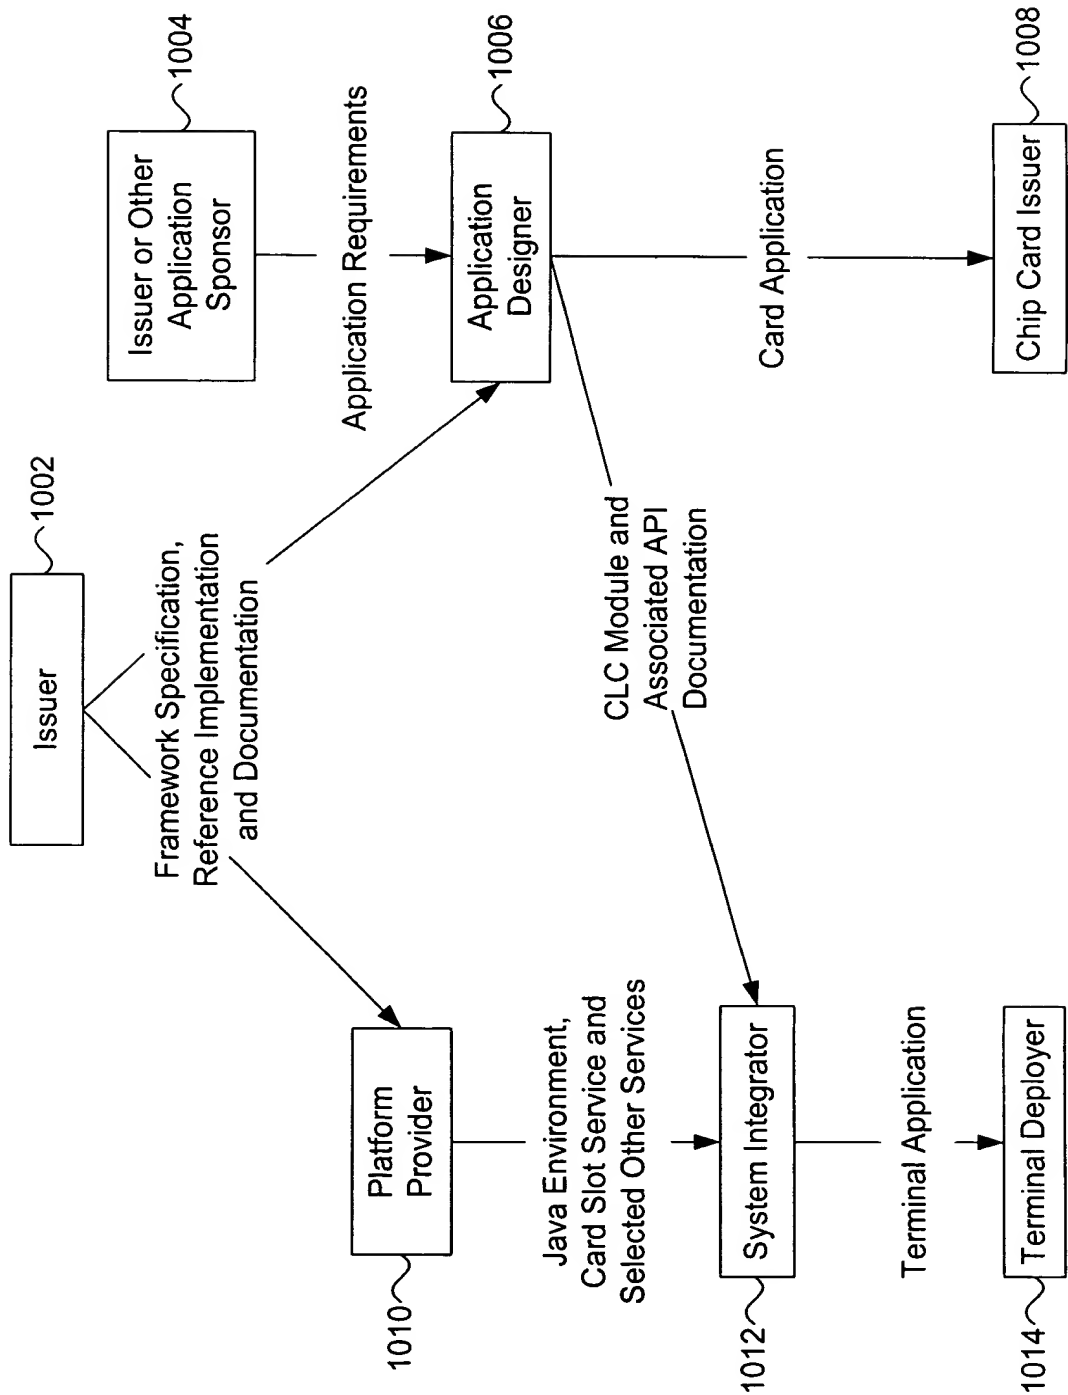 Issuer
1002
Framework Specification,
Reference Implementation
and Documentation
Issuer or Other
Application
Sponsor
1004
Application Requirements
Platform
Provider
1010
Application
Designer
1006
Java Environment,
Card Slot Service and
Selected Other Services
CLC Module and
Associated API
Documentation
Card Application
System Integrator
1012
Terminal Application
Terminal Deployer
1014
Chip Card Issuer
1008